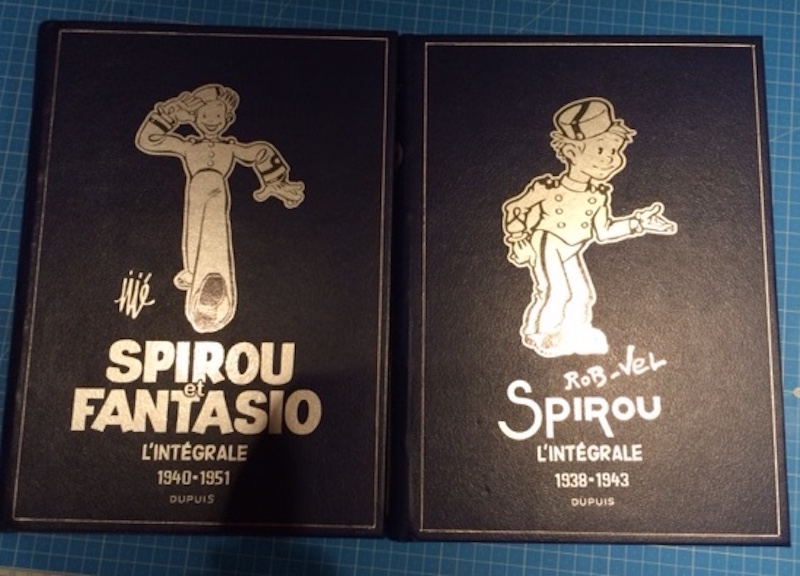 jijé
SPIROU
et
FANTASIO
L'INTÉGRALE
1940-1951
DUPUIS
ROB-VEL
SPIROU
L'INTÉGRALE
1938-1943
DUPUIS